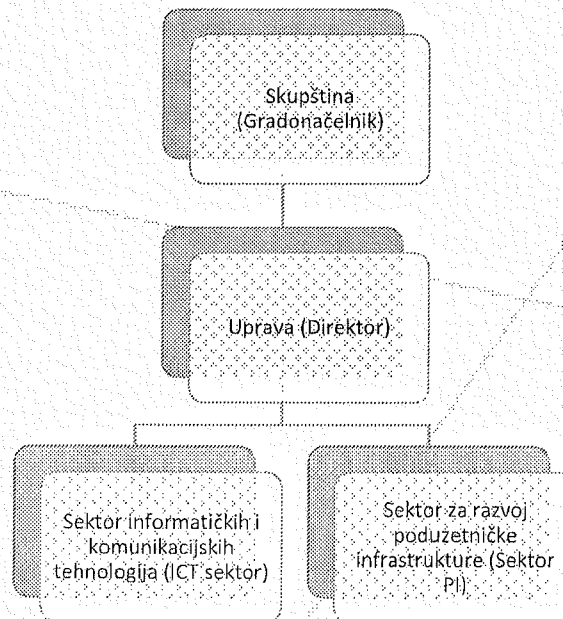 Skupština
(Gradonačelnik)
Uprava (Direktor)
Sektor informatičkih i
komunikacijskih
tehnologija (ICT sektor)
Sektor za razvoj
poduzetničke
infrastrukture (Sektor
PI)